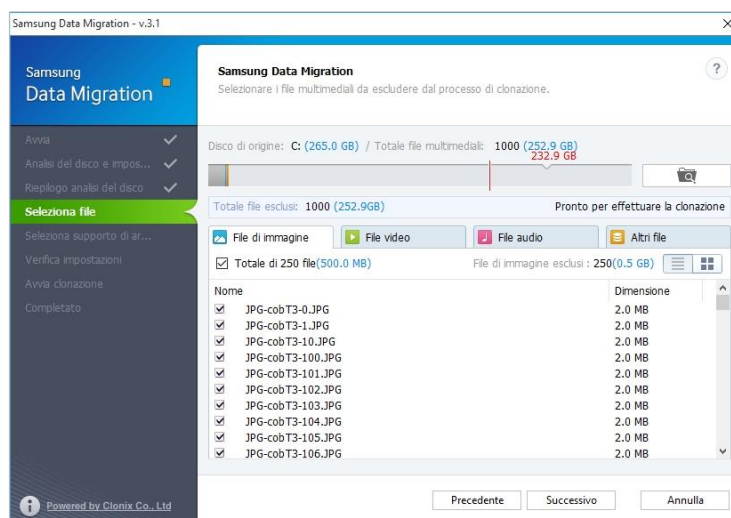 Samsung Data Migration - v.3.1
Samsung
Data Migration
Samsung Data Migration
Selezionare i file multimediali da escludere dal processo di clonazione.
?
Avvia
Analisi del disco e impos...
Riepilogo analisi del disco
Seleziona file
Seleziona supporto di ar...
Verifica impostazioni
Avvia clonazione
Completato
Disco di origine: C: (265.0 GB) / Totale file multimediali: 1000 (252.9 GB)
232.9 GB
Totale file esclusi: 1000 (252.9GB) Pronto per effettuare la clonazione
File di immagine File video File audio Altri file
Totale di 250 file(500.0 MB) File di immagine esclusi : 250(0.5 GB)
Nome Dimensione
JPG-cobT3-0.JPG 2.0 MB
JPG-cobT3-1.JPG 2.0 MB
JPG-cobT3-10.JPG 2.0 MB
JPG-cobT3-100.JPG 2.0 MB
JPG-cobT3-101.JPG 2.0 MB
JPG-cobT3-102.JPG 2.0 MB
JPG-cobT3-103.JPG 2.0 MB
JPG-cobT3-104.JPG 2.0 MB
JPG-cobT3-105.JPG 2.0 MB
JPG-cobT3-106.JPG 2.0 MB
Powered by Clonix Co., Ltd
Precedente Successivo Annulla